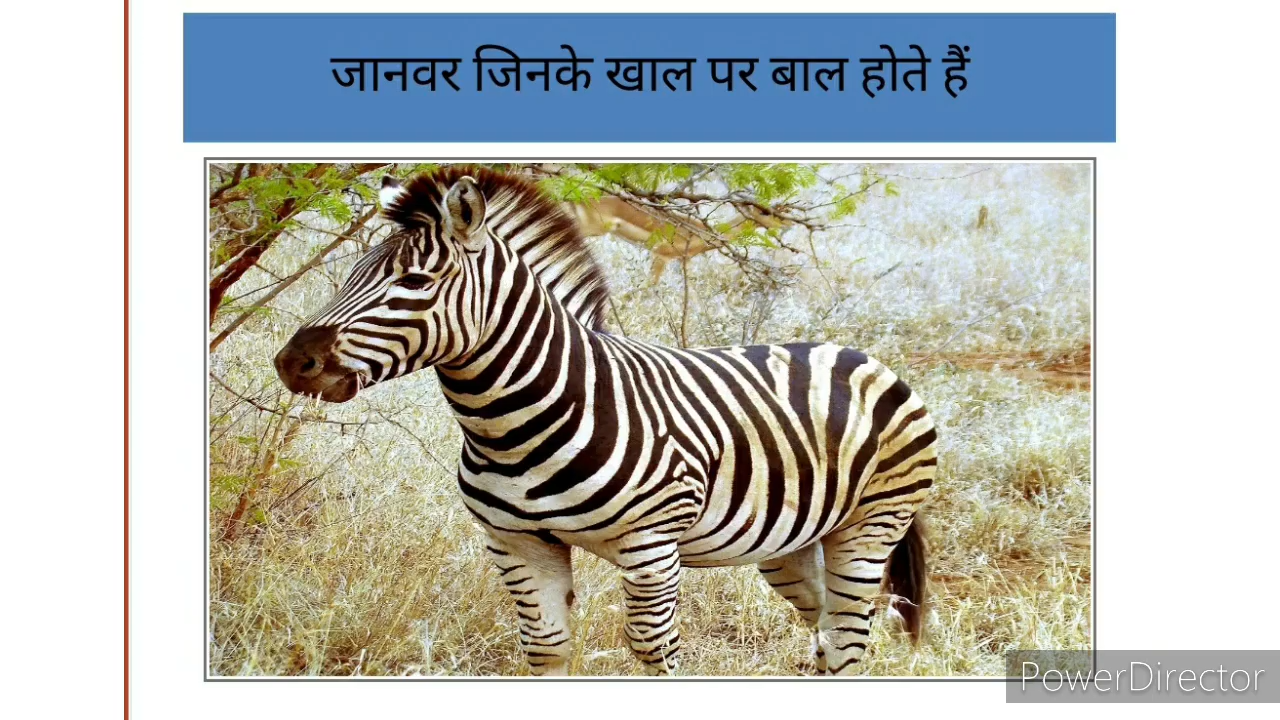 जानवर जिनके खाल पर बाल होते हैं
PowerDirector